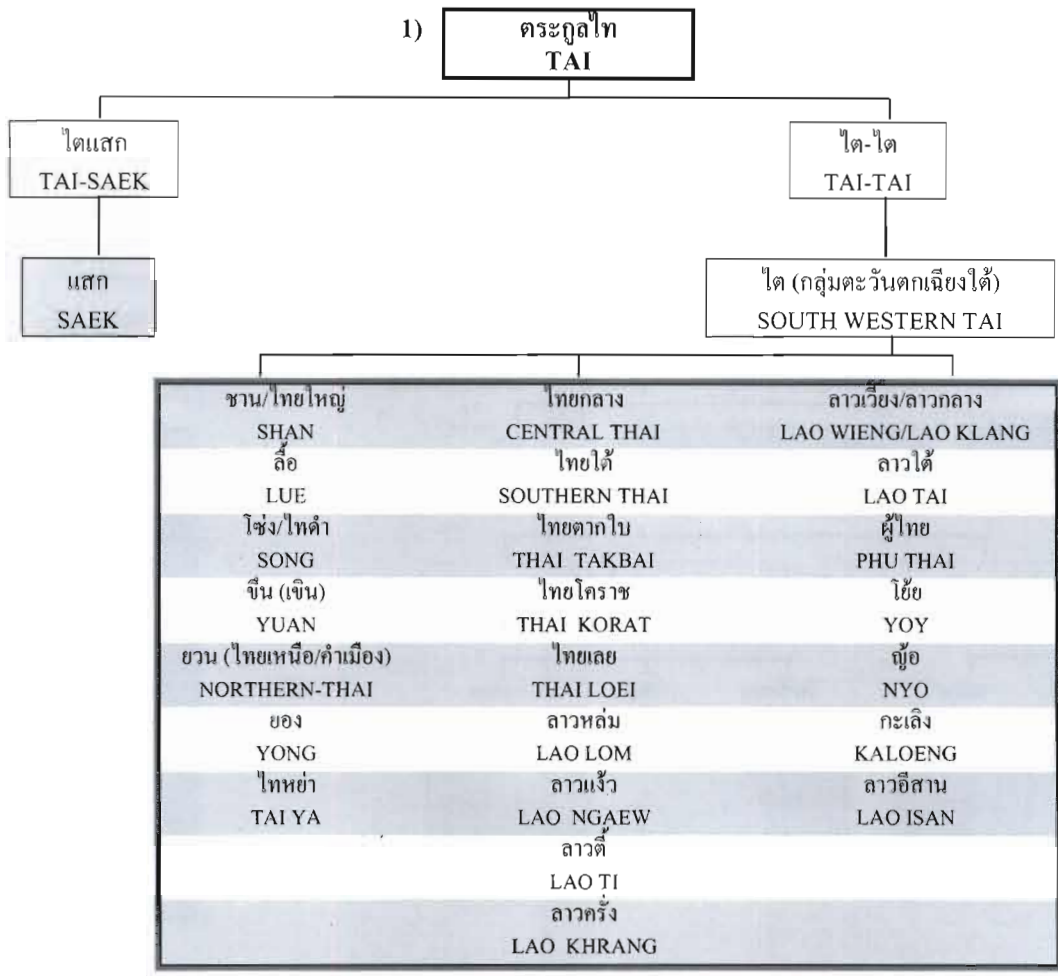 1)
ตระกูลไท
TAI
ไตแสก
TAI-SAEK
ไต-ไต
TAI-TAI
แสก
SAEK
ไต (กลุ่มตะวันตกเฉียงใต้)
SOUTH WESTERN TAI
ชาน/ไทยใหญ่ ไทยกลาง ลาวเวียง/ลาวกลาง
SHAN CENTRAL THAI LAO WIENG/LAO KLANG
ลื้อ ไทยใต้ ลาวใต้
LUE SOUTHERN THAI LAO TAI
โซ่ง/ไทดำ ไทยตากใบ ผู้ไทย
SONG THAI TAKBAI PHU THAI
ขึน (เขิน) ไทยโคราช โย้ย
YUAN THAI KORAT YOY
ยวน (ไทยเหนือ/คำเมือง) ไทยเลย ญ้อ
NORTHERN-THAI THAI LOEI NYO
ยอง ลาวหล่ม กะเลิง
YONG LAO LOM KALOENG
ไทหย่า ลาวแง้ว ลาวอีสาน
TAI YA LAO NGAEW LAO ISAN
ลาวตี้
LAO TI
ลาวครั่ง
LAO KHRANG